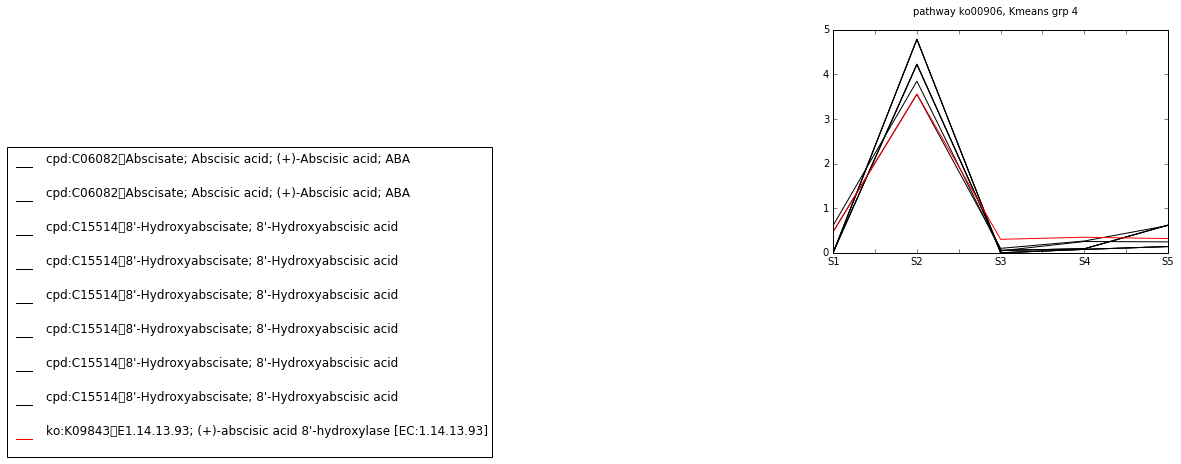 pathway ko00906, Kmeans grp 4
5
4
3
2
1
0
S1 S2 S3 S4 S5
cpd:C06082▯Abscisate; Abscisic acid; (+)-Abscisic acid; ABA
cpd:C06082▯Abscisate; Abscisic acid; (+)-Abscisic acid; ABA
cpd:C15514▯8'-Hydroxyabscisate; 8'-Hydroxyabscisic acid
cpd:C15514▯8'-Hydroxyabscisate; 8'-Hydroxyabscisic acid
cpd:C15514▯8'-Hydroxyabscisate; 8'-Hydroxyabscisic acid
cpd:C15514▯8'-Hydroxyabscisate; 8'-Hydroxyabscisic acid
cpd:C15514▯8'-Hydroxyabscisate; 8'-Hydroxyabscisic acid
cpd:C15514▯8'-Hydroxyabscisate; 8'-Hydroxyabscisic acid
ko:K09843▯E1.14.13.93; (+)-abscisic acid 8'-hydroxylase [EC:1.14.13.93]